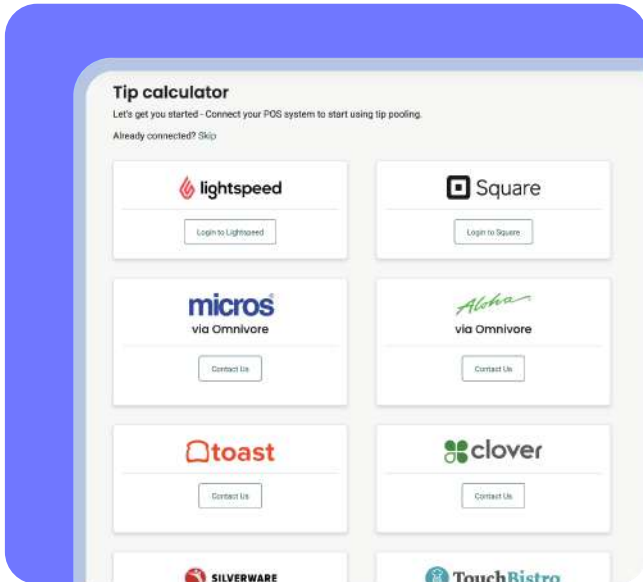 Tip calculator
Let's get you started - Connect your POS system to start using tip pooling.
Already connected? Skip
lightspeed
Square
Login to Lightspeed
Login to Square
micros
Aloha
via Omnivore
via Omnivore
Contact Us
Contact Us
toast
clover
Contact Us
Contact Us
SILVERWARE
TouchBistro